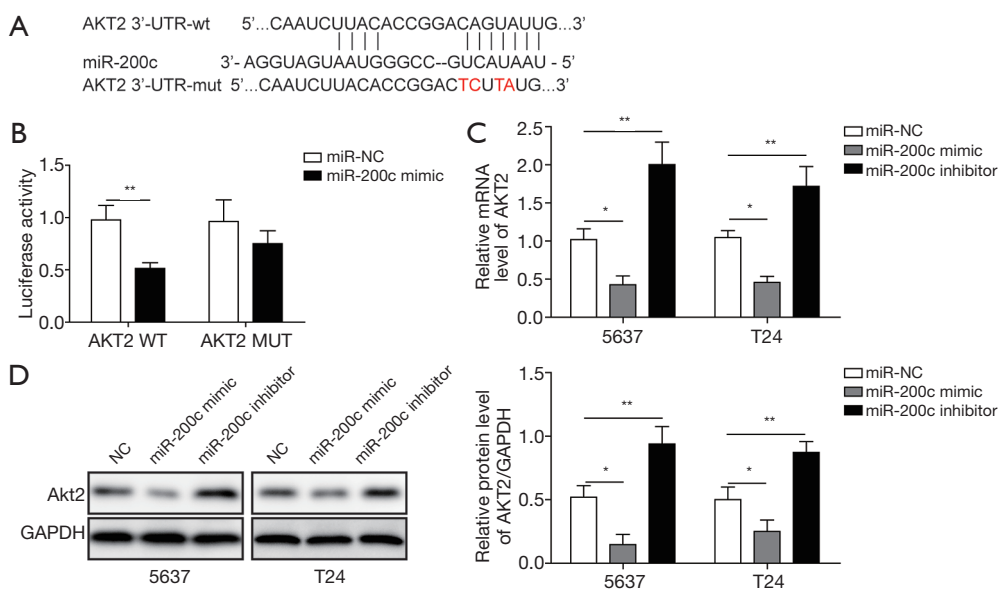 A
AKT2 3'-UTR-wt 5'...CAAUCUUACACCGGACAGUAUUG...3'
miR-200c 3'- AGGUAGUAAUGGGCC--GUCAUAAU - 5'
AKT2 3'-UTR-mut 5'...CAAUCUUACACCGGACTCUTAUG...3'
B
Luciferase activity
1.5
1.0
0.5
0.0
**
AKT2 WT
AKT2 MUT
miR-NC
miR-200c mimic
C
Relative mRNA
level of AKT2
2.5
2.0
1.5
1.0
0.5
0.0
**
*
**
*
5637
T24
miR-NC
miR-200c mimic
miR-200c inhibitor
D
NC
miR-200c mimic
miR-200c inhibitor
NC
miR-200c mimic
miR-200c inhibitor
Akt2
GAPDH
5637
T24
Relative protein level
of AKT2/GAPDH
1.5
1.0
0.5
0.0
**
*
**
*
5637
T24
miR-NC
miR-200c mimic
miR-200c inhibitor